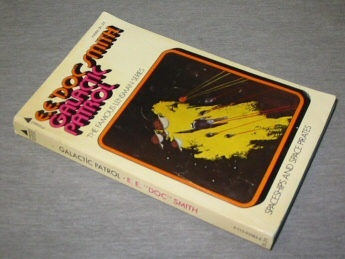 E.E.'DOC'SMITH
GALACTIC
PATROL
THE FAMOUS LENSMAN SERIES
SPACESHIPS AND SPACE PIRATES
GALACTIC PATROL • E. E. "DOC" SMITH